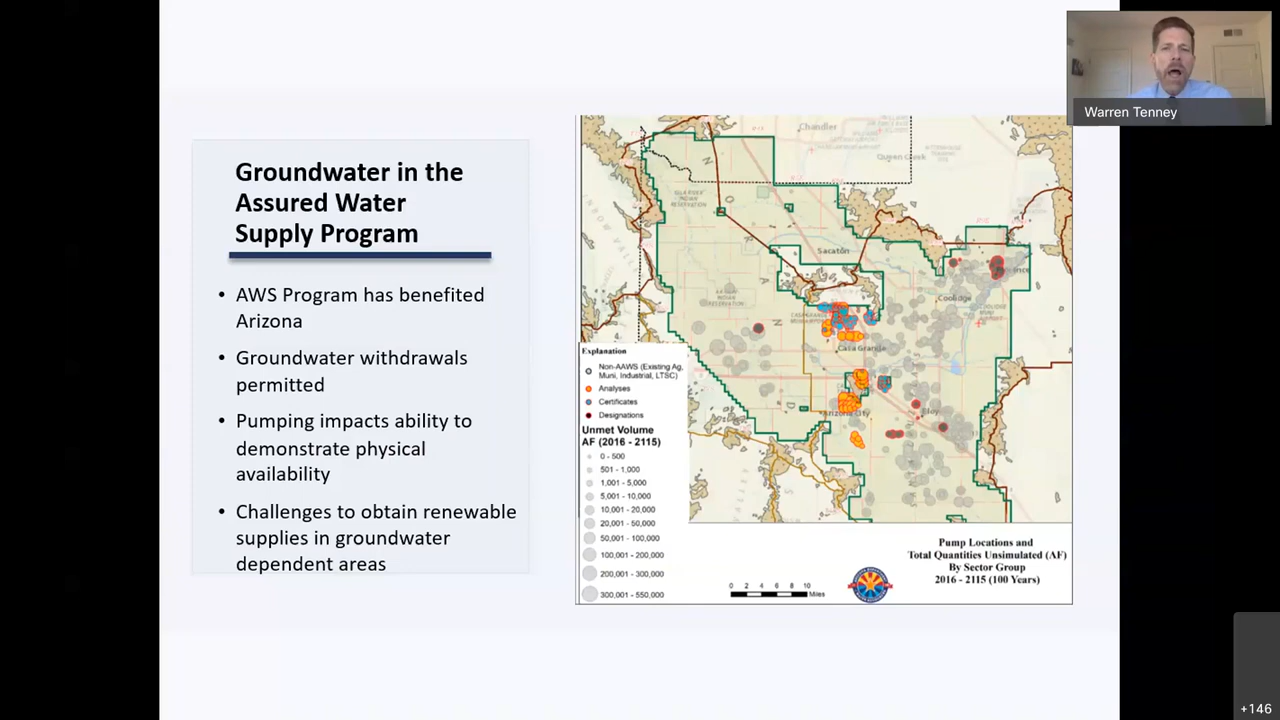 Warren Tenney
Groundwater in the
Assured Water
Supply Program
• AWS Program has benefited
Arizona
• Groundwater withdrawals
permitted
• Pumping impacts ability to
demonstrate physical
availability
• Challenges to obtain renewable
supplies in groundwater
dependent areas
Chandler
Queen Creek
Sacaton
Coolidge
Casa Grande
Arizona City
Eloy
Explanation
Non-AAWS (Existing Ag,
Muni, Industrial, LTSC)
Analyses
Certificates
Designations
Unmet Volume
AF (2016 - 2115)
0 - 500
501 - 1,000
1,001 - 5,000
5,001 - 10,000
10,001 - 20,000
20,001 - 50,000
50,001 - 100,000
100,001 - 200,000
200,001 - 300,000
300,001 - 550,000
0 2 4 6 8 10
Miles
Pump Locations and
Total Quantities Unsimulated (AF)
By Sector Group
2016 - 2115 (100 Years)
+146